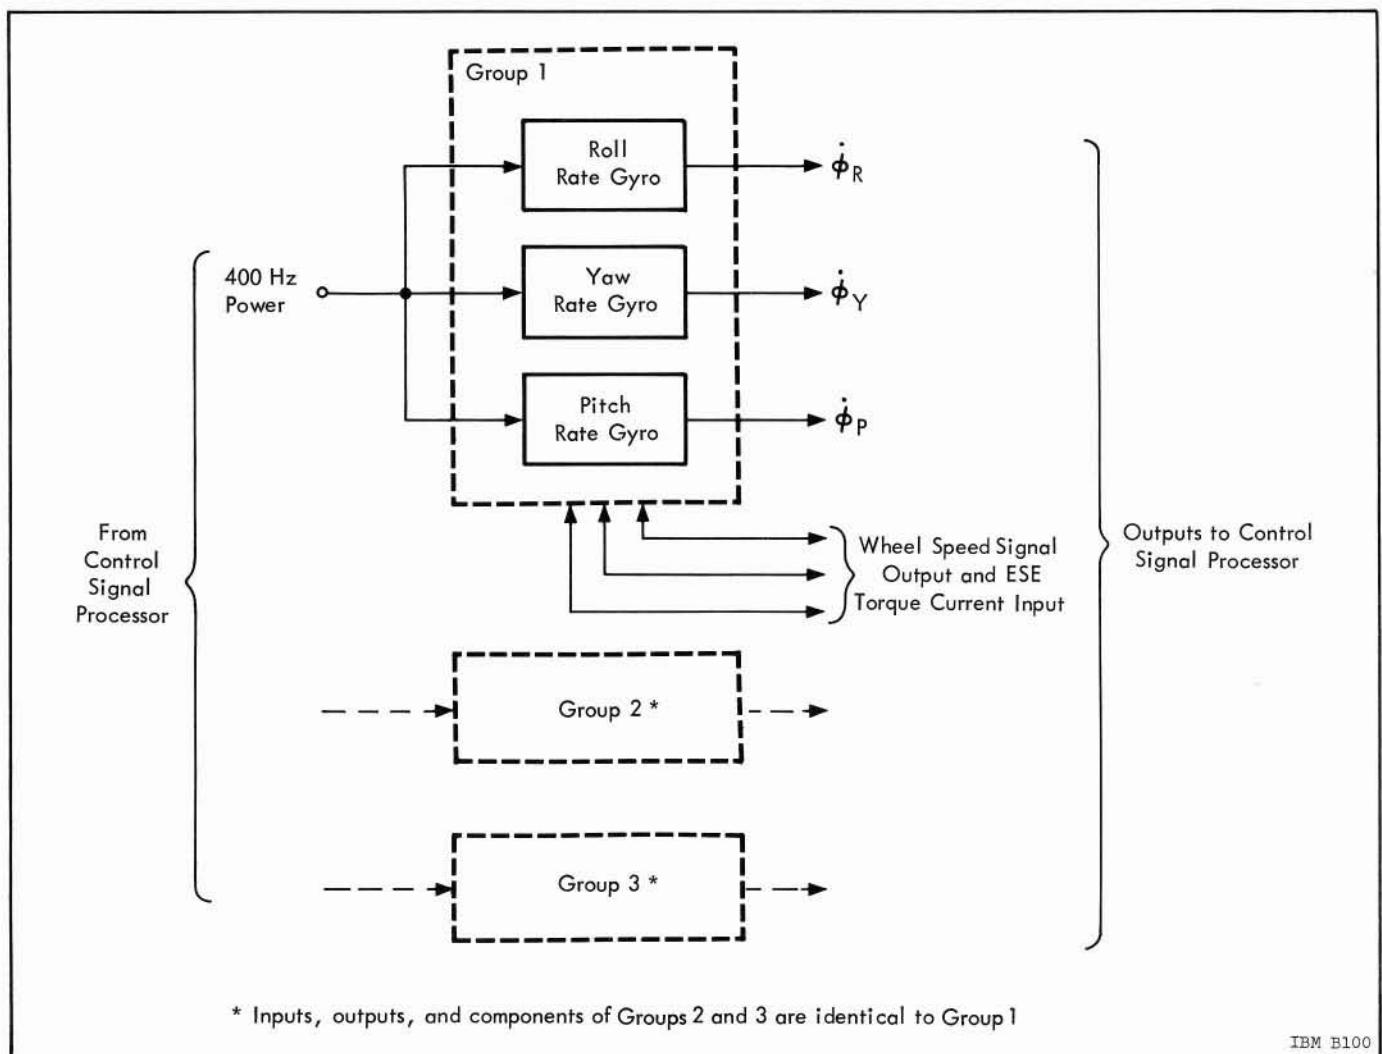 Group 1
Roll
Rate Gyro
ϕ̇R
400 Hz
Power
Yaw
Rate Gyro
ϕ̇Y
Pitch
Rate Gyro
ϕ̇P
From
Control
Signal
Processor
Wheel Speed Signal
Output and ESE
Torque Current Input
Outputs to Control
Signal Processor
Group 2 *
Group 3 *
* Inputs, outputs, and components of Groups 2 and 3 are identical to Group 1
IBM B100